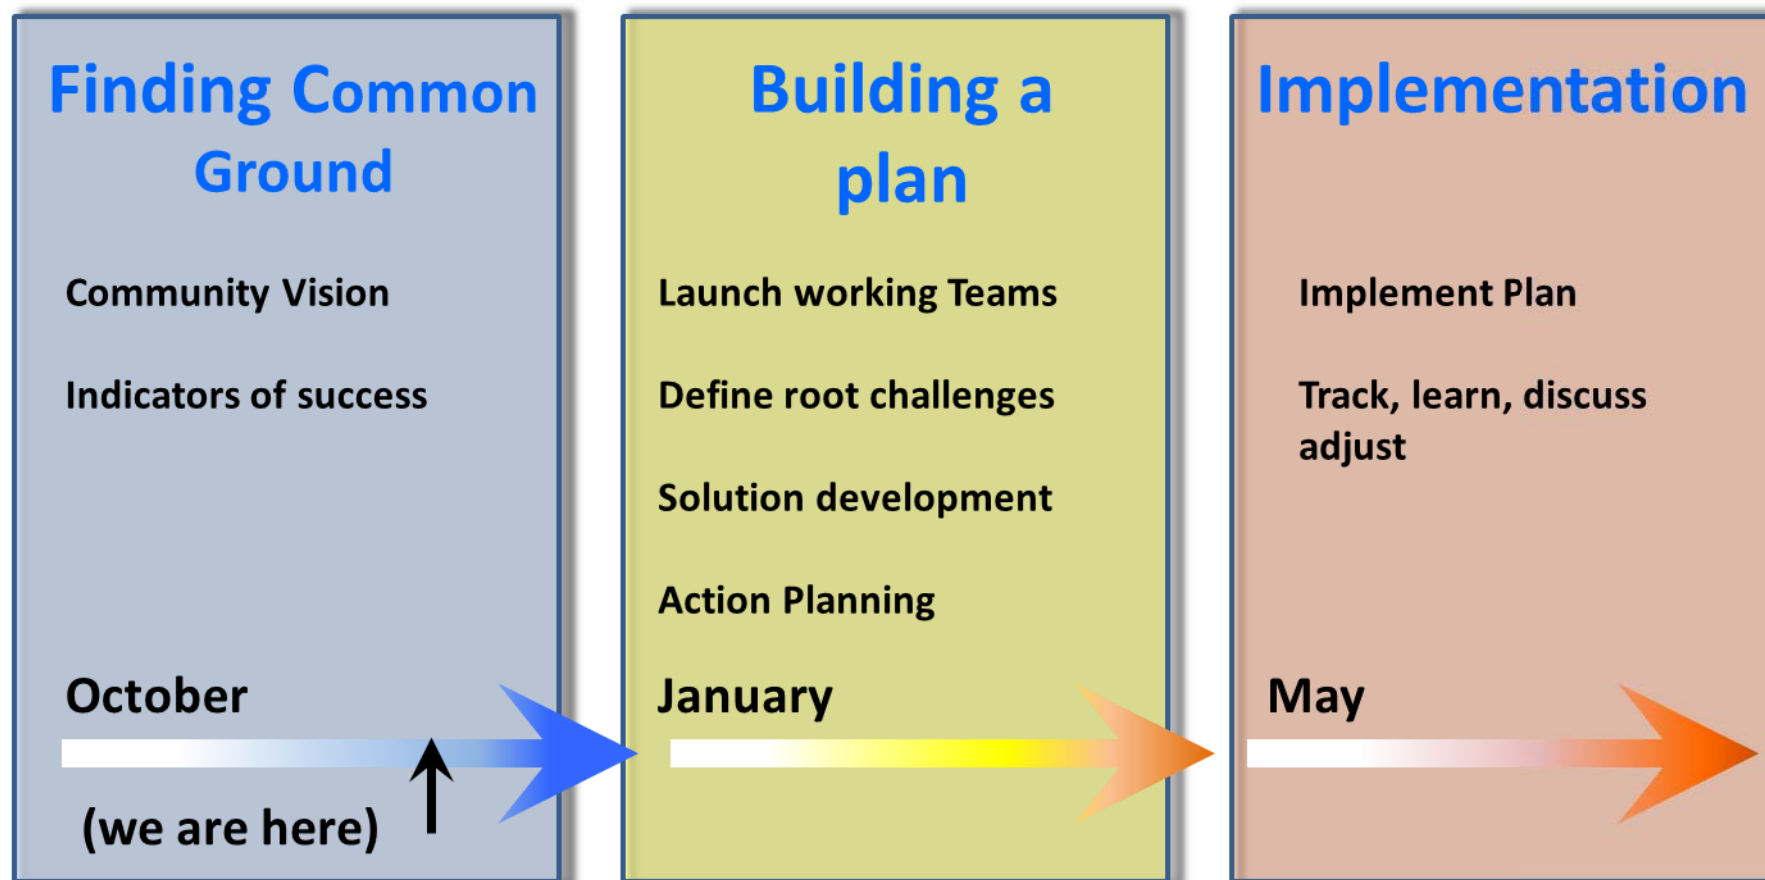 Finding Common
Ground
Community Vision
Indicators of success
October
(we are here)
Building a
plan
Launch working Teams
Define root challenges
Solution development
Action Planning
January
Implementation
Implement Plan
Track, learn, discuss
adjust
May